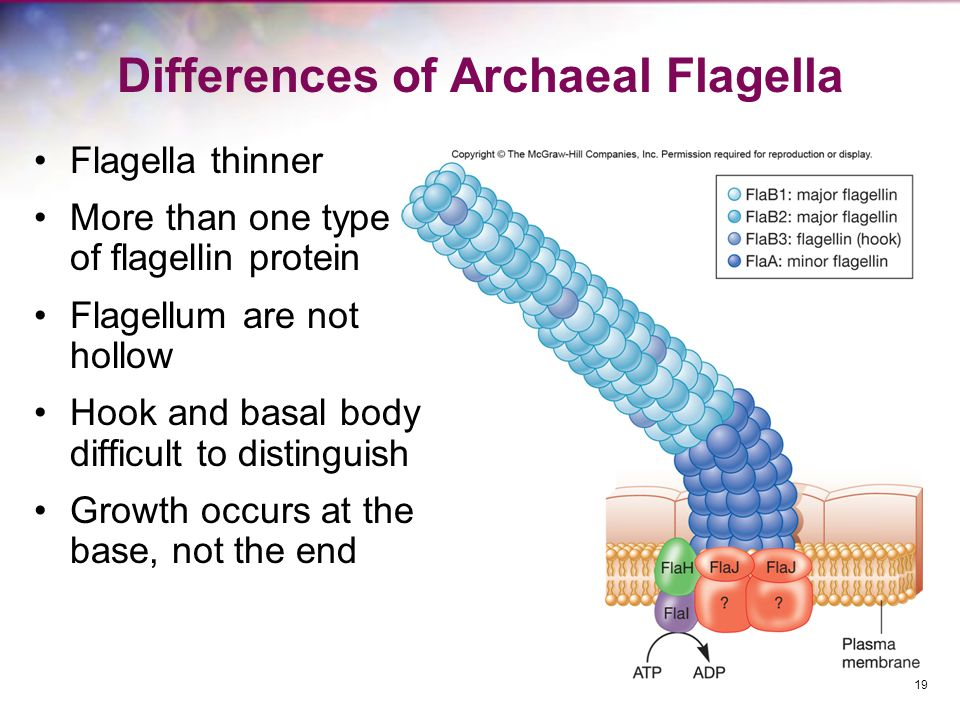 Differences of Archaeal Flagella
• Flagella thinner
• More than one type
of flagellin protein
• Flagellum are not
hollow
• Hook and basal body
difficult to distinguish
• Growth occurs at the
base, not the end
Copyright © The McGraw-Hill Companies, Inc. Permission required for reproduction or display.
FlaB1: major flagellin
FlaB2: major flagellin
FlaB3: flagellin (hook)
FlaA: minor flagellin
FlaH
FlaJ
FlaJ
FlaI
?
?
Plasma
membrane
ATP
ADP
19